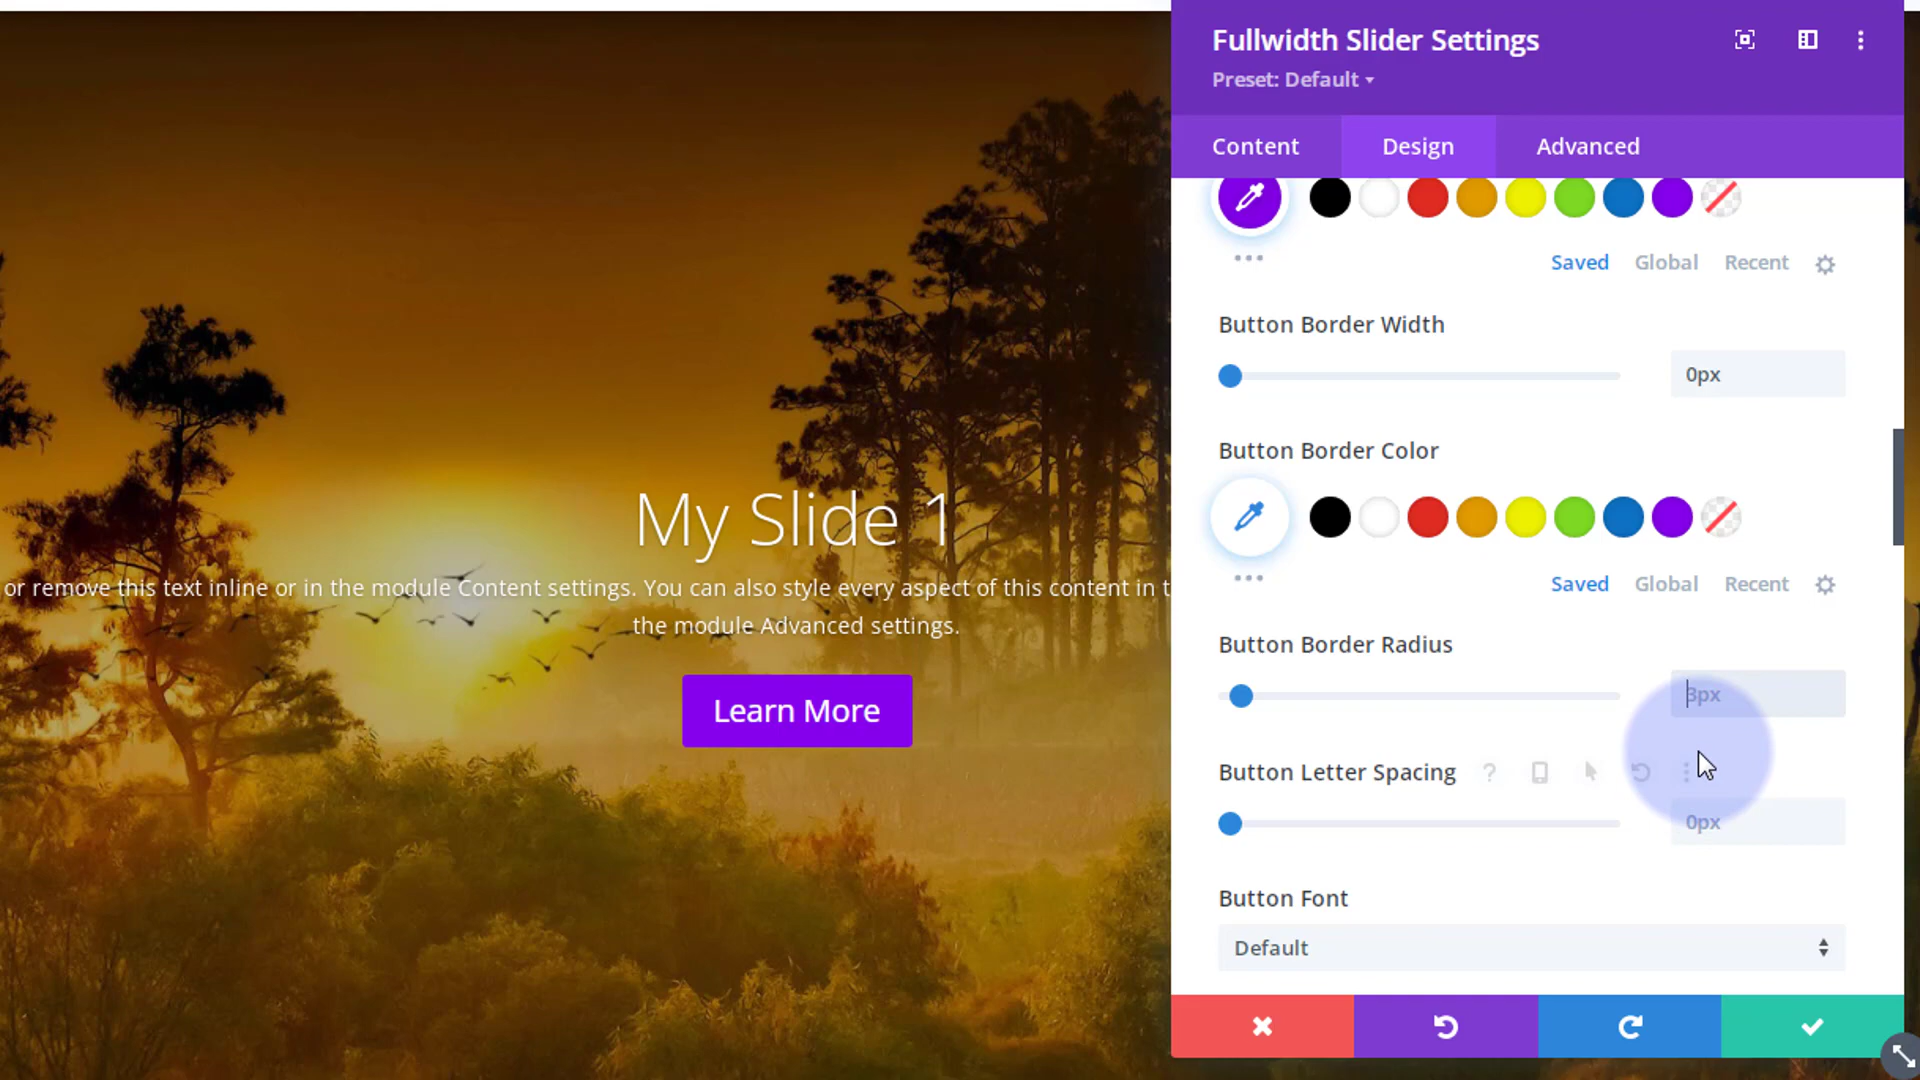 Fullwidth Slider Settings
Preset: Default
Content
Design
Advanced
Saved
Global
Recent
Button Border Width
0px
Button Border Color
Saved
Global
Recent
Button Border Radius
3px
Button Letter Spacing
?
0px
Button Font
Default
My Slide 1
or remove this text inline or in the module Content settings. You can also style every aspect of this content in t
the module Advanced settings.
Learn More